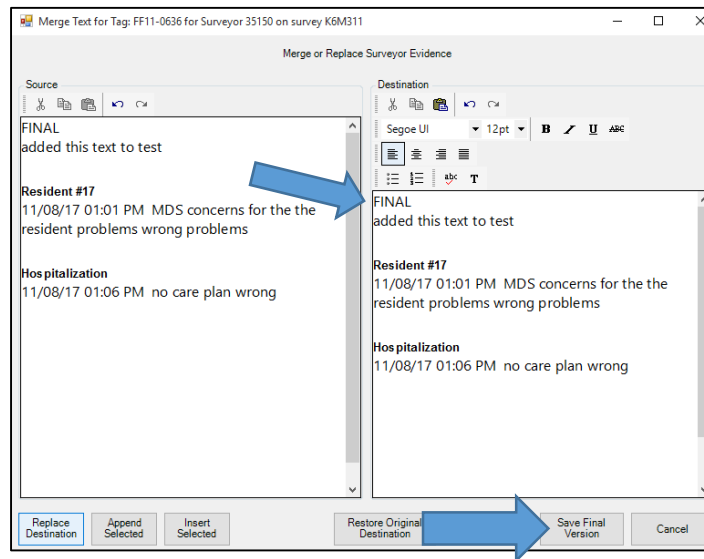 Merge Text for Tag: FF11-0636 for Surveyor 35150 on survey K6M311
Merge or Replace Surveyor Evidence
Source
FINAL
added this text to test
Resident #17
11/08/17 01:01 PM MDS concerns for the the
resident problems wrong problems
Hospitalization
11/08/17 01:06 PM no care plan wrong
Destination
Segoe UI 12pt B I U ABC
abc T
FINAL
added this text to test
Resident #17
11/08/17 01:01 PM MDS concerns for the the
resident problems wrong problems
Hospitalization
11/08/17 01:06 PM no care plan wrong
Replace
Destination
Append
Selected
Insert
Selected
Restore Original
Destination
Save Final
Version
Cancel